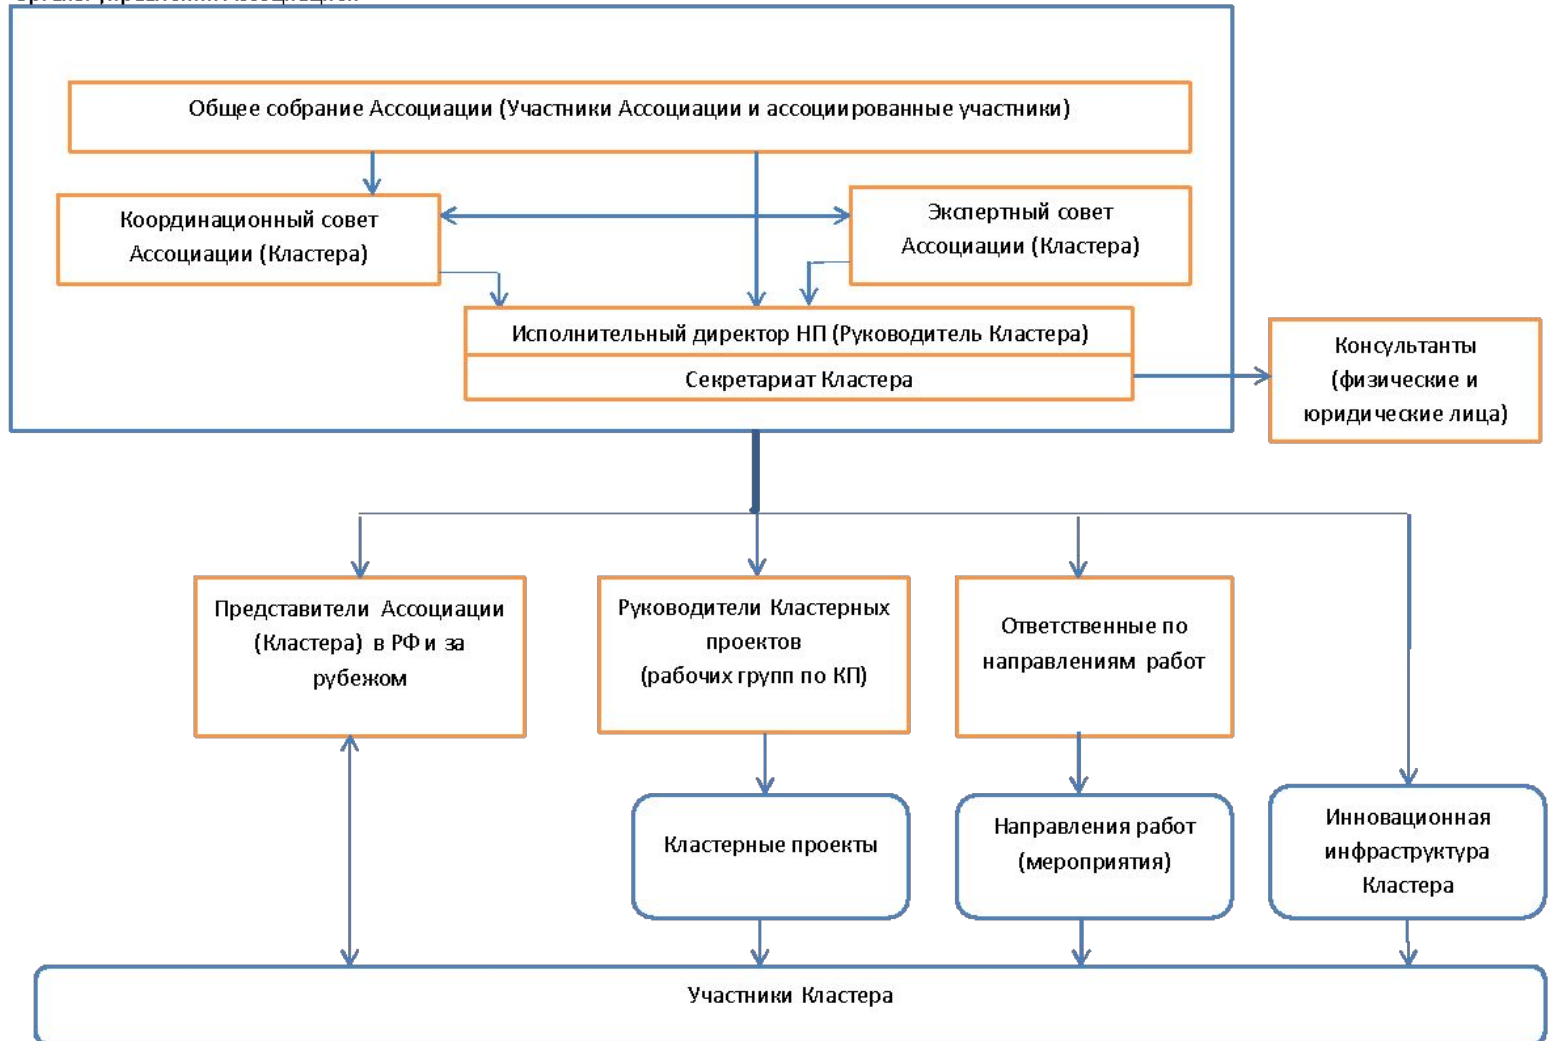 Общее собрание Ассоциации (Участники Ассоциации и ассоциированные участники)
Координационный совет
Ассоциации (Кластера)
Экспертный совет
Ассоциации (Кластера)
Исполнительный директор НП (Руководитель Кластера)
Секретариат Кластера
Консультанты
(физические и
юридические лица)
Представители Ассоциации
(Кластера) в РФ и за
рубежом
Руководители Кластерных
проектов
(рабочих групп по КП)
Ответственные по
направлениям работ
Кластерные проекты
Направления работ
(мероприятия)
Инновационная
инфраструктура
Кластера
Участники Кластера